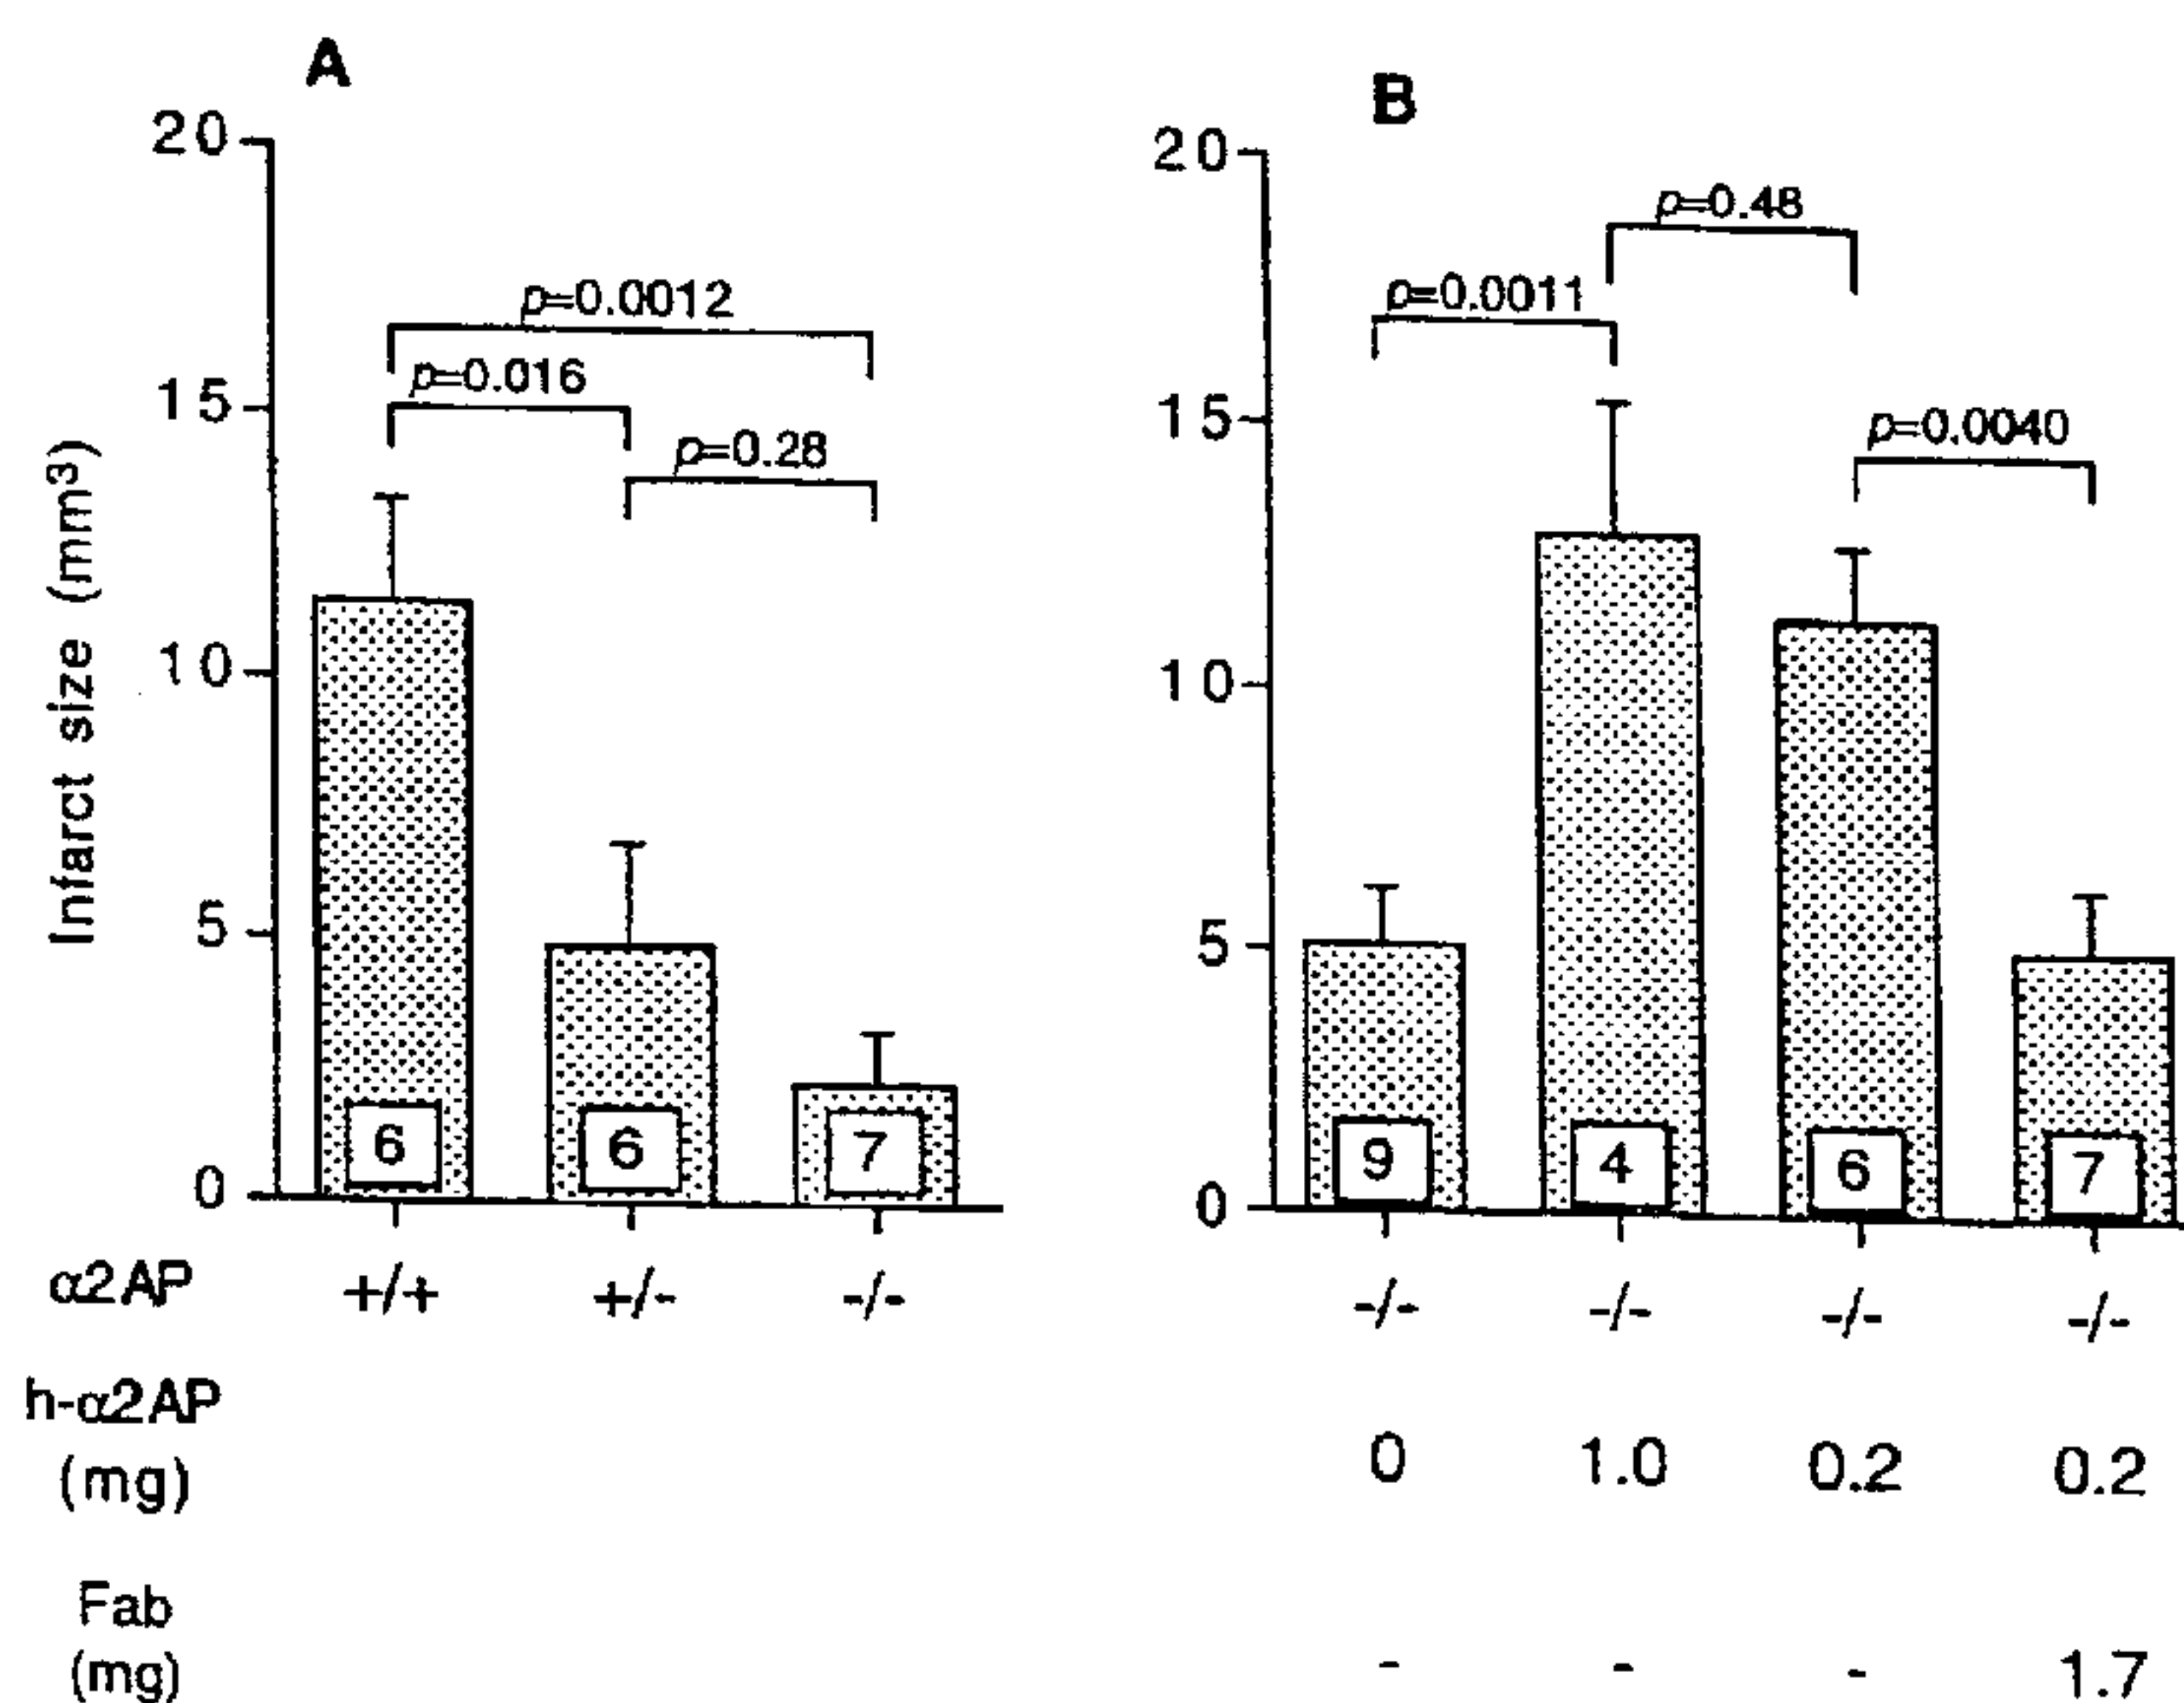 A
20
15
10
5
0
Infarct size (mm³)
p=0.0012
p=0.016
p=0.28
6
6
7
B
20
15
10
5
0
p=0.48
p=0.0011
p=0.0040
9
4
6
7
α2AP +/+ +/- -/- -/- -/- -/- -/-
h-α2AP
(mg) 0 1.0 0.2 0.2
Fab
(mg) - - - 1.7